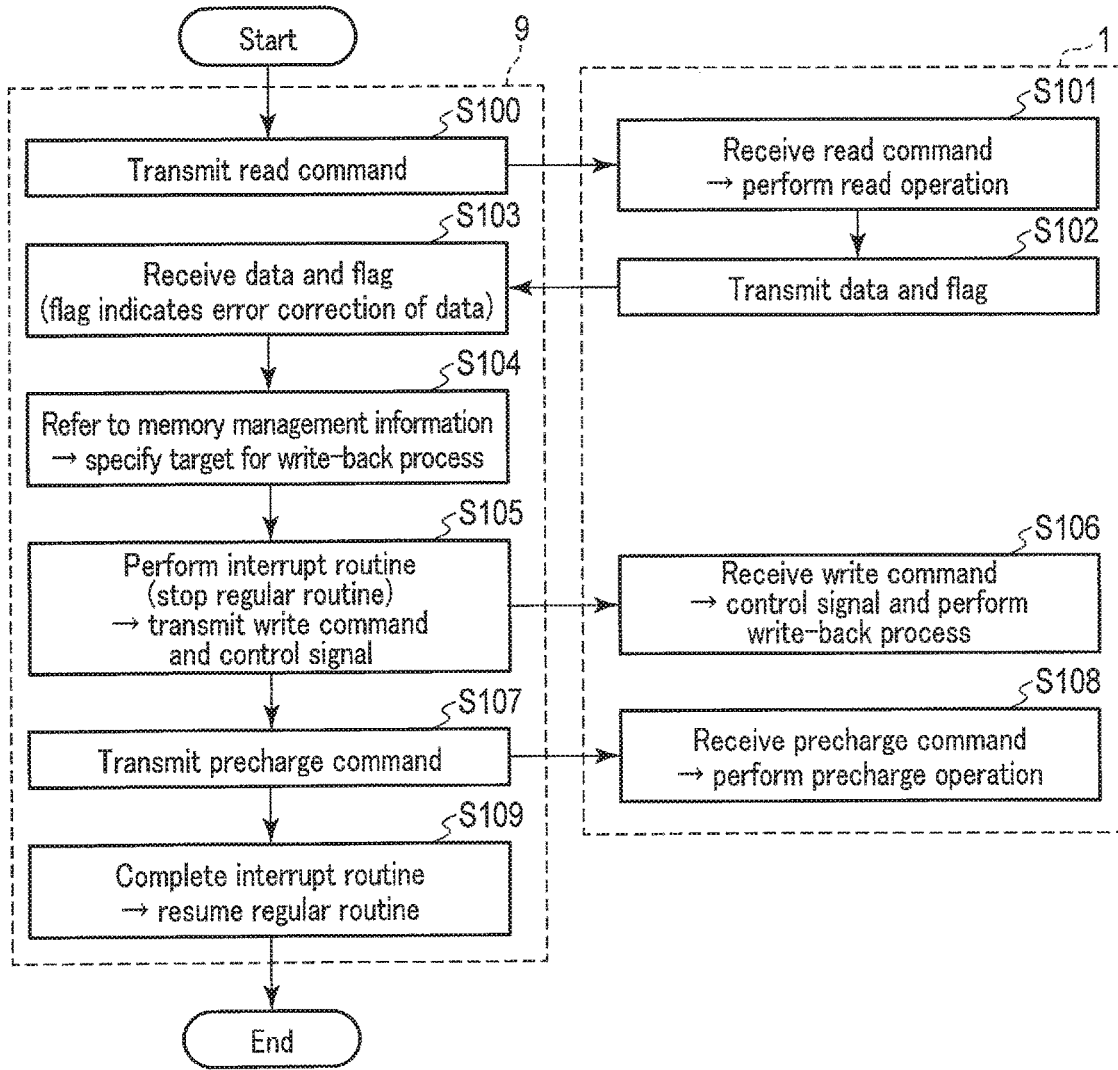 Start
9
1
S100
Transmit read command
S101
Receive read command
→ perform read operation
S103
Receive data and flag
(flag indicates error correction of data)
S102
Transmit data and flag
S104
Refer to memory management information
→ specify target for write-back process
S105
Perform interrupt routine
(stop regular routine)
→ transmit write command
and control signal
S106
Receive write command
→ control signal and perform
write-back process
S107
Transmit precharge command
S108
Receive precharge command
→ perform precharge operation
S109
Complete interrupt routine
→ resume regular routine
End